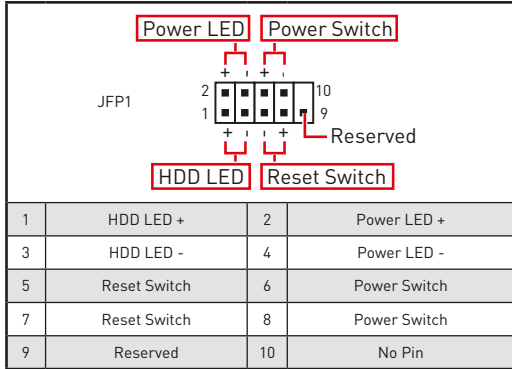 Power LED Power Switch
+ - + -
2 10
JFP1
1 9
+ - - +
Reserved
HDD LED Reset Switch
1 HDD LED + 2 Power LED +
3 HDD LED - 4 Power LED -
5 Reset Switch 6 Power Switch
7 Reset Switch 8 Power Switch
9 Reserved 10 No Pin